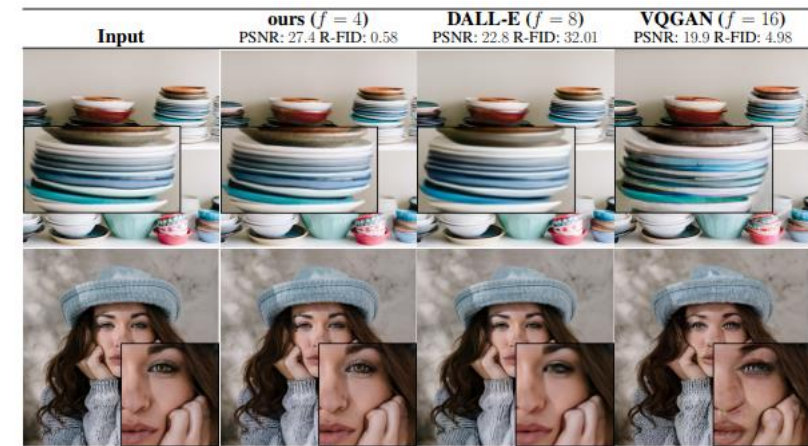 Input
ours (f = 4)
PSNR: 27.4 R-FID: 0.58
DALL-E (f = 8)
PSNR: 22.8 R-FID: 32.01
VQGAN (f = 16)
PSNR: 19.9 R-FID: 4.98